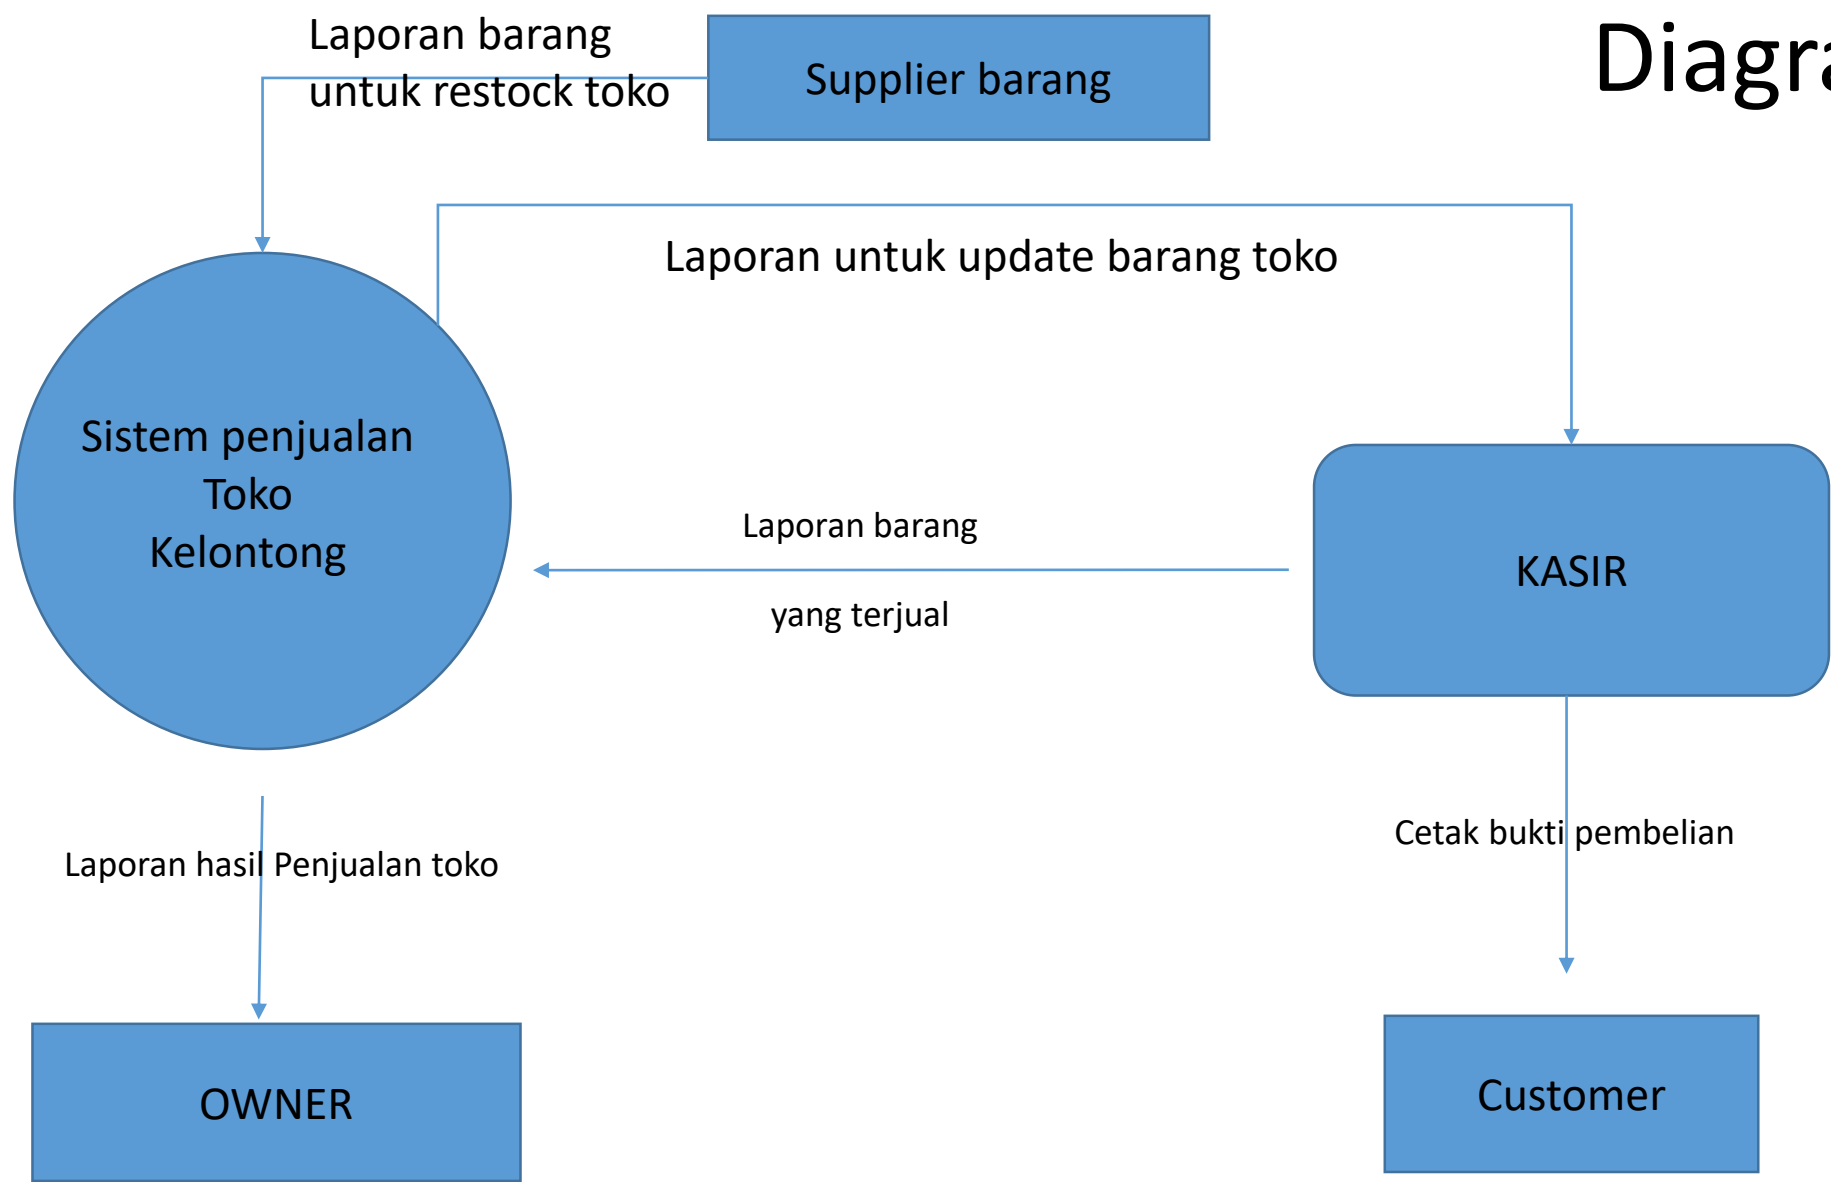 Laporan barang
untuk restock toko
Supplier barang
Laporan untuk update barang toko
Sistem penjualan
Toko
Kelontong
Laporan barang
yang terjual
KASIR
Laporan hasil Penjualan toko
Cetak bukti pembelian
OWNER
Customer